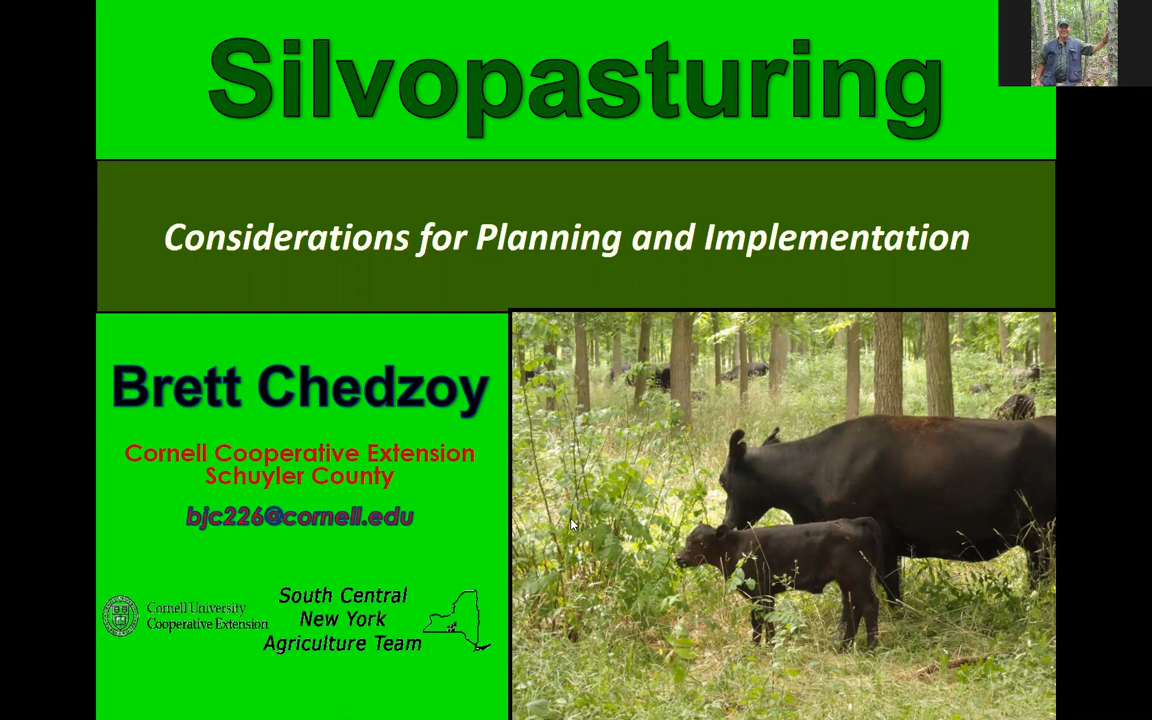 Silvopasturing
Considerations for Planning and Implementation
Brett Chedzoy
Cornell Cooperative Extension
Schuyler County
bjc226@cornell.edu
Cornell University
Cooperative Extension
South Central
New York
Agriculture Team